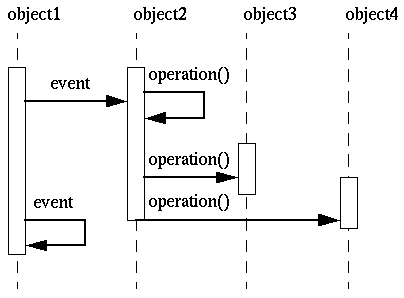 object1 object2 object3 object4
event
operation()
operation()
event
operation()